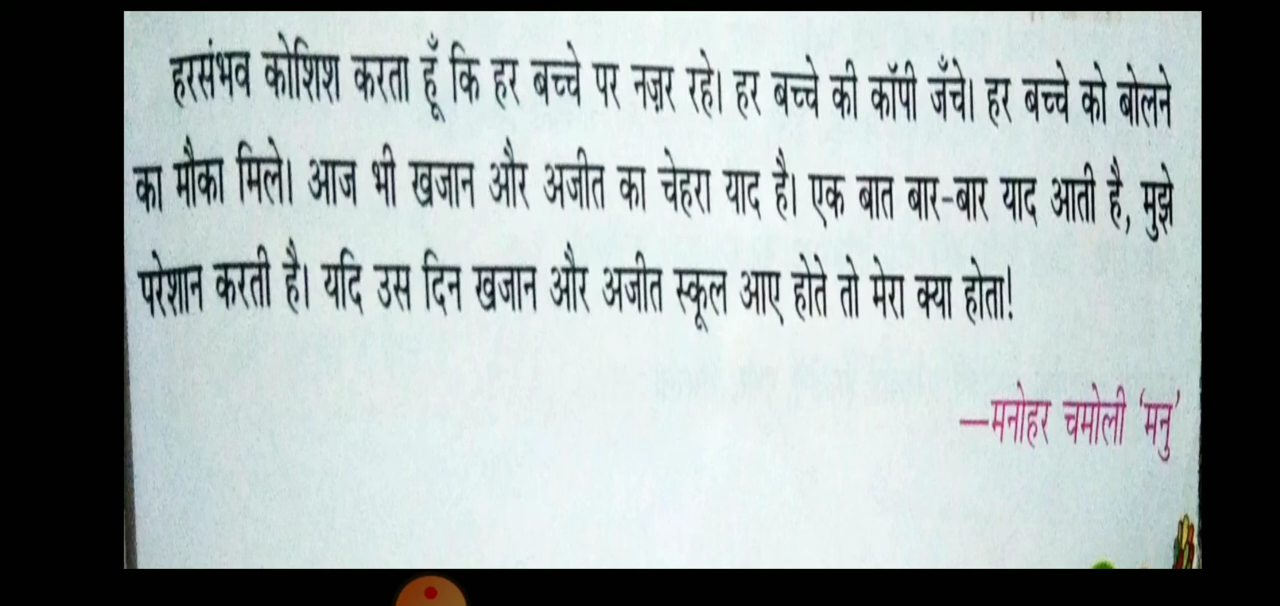 हरसंभव कोशिश करता हूँ कि हर बच्चे पर नज़र रहे। हर बच्चे की कॉपी जँचे। हर बच्चे को बोलने
का मौका मिले। आज भी खजान और अजीत का चेहरा याद है। एक बात बार-बार याद आती है, मुझे
परेशान करती है। यदि उस दिन खजान और अजीत स्कूल आए होते तो मेरा क्या होता!
—मनोहर चमोली ‘मनु’